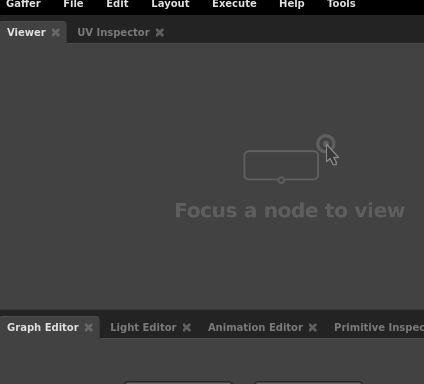 Gaffer File Edit Layout Execute Help Tools
Viewer UV Inspector
Focus a node to view
Graph Editor Light Editor Animation Editor Primitive Inspec